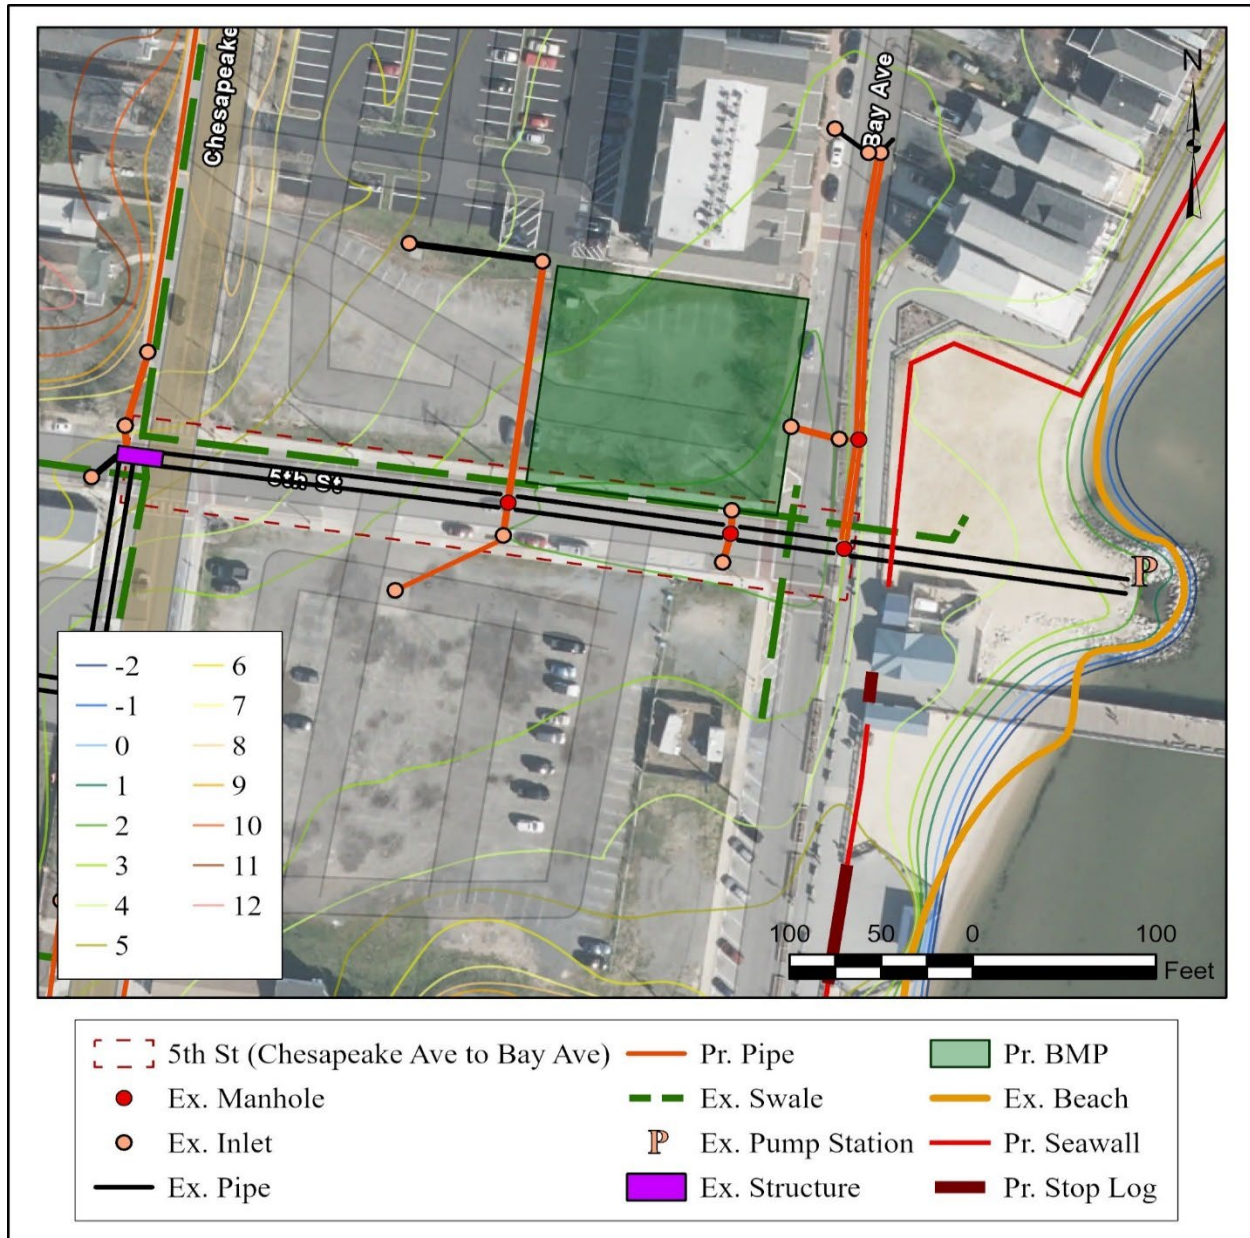 Chesapeake
Bay Ave
N
5th St
P
-2
-1
0
1
2
3
4
5
6
7
8
9
10
11
12
100 50 0 100
Feet
5th St (Chesapeake Ave to Bay Ave)
Ex. Manhole
Ex. Inlet
Ex. Pipe
Pr. Pipe
Ex. Swale
P Ex. Pump Station
Ex. Structure
Pr. BMP
Ex. Beach
Pr. Seawall
Pr. Stop Log